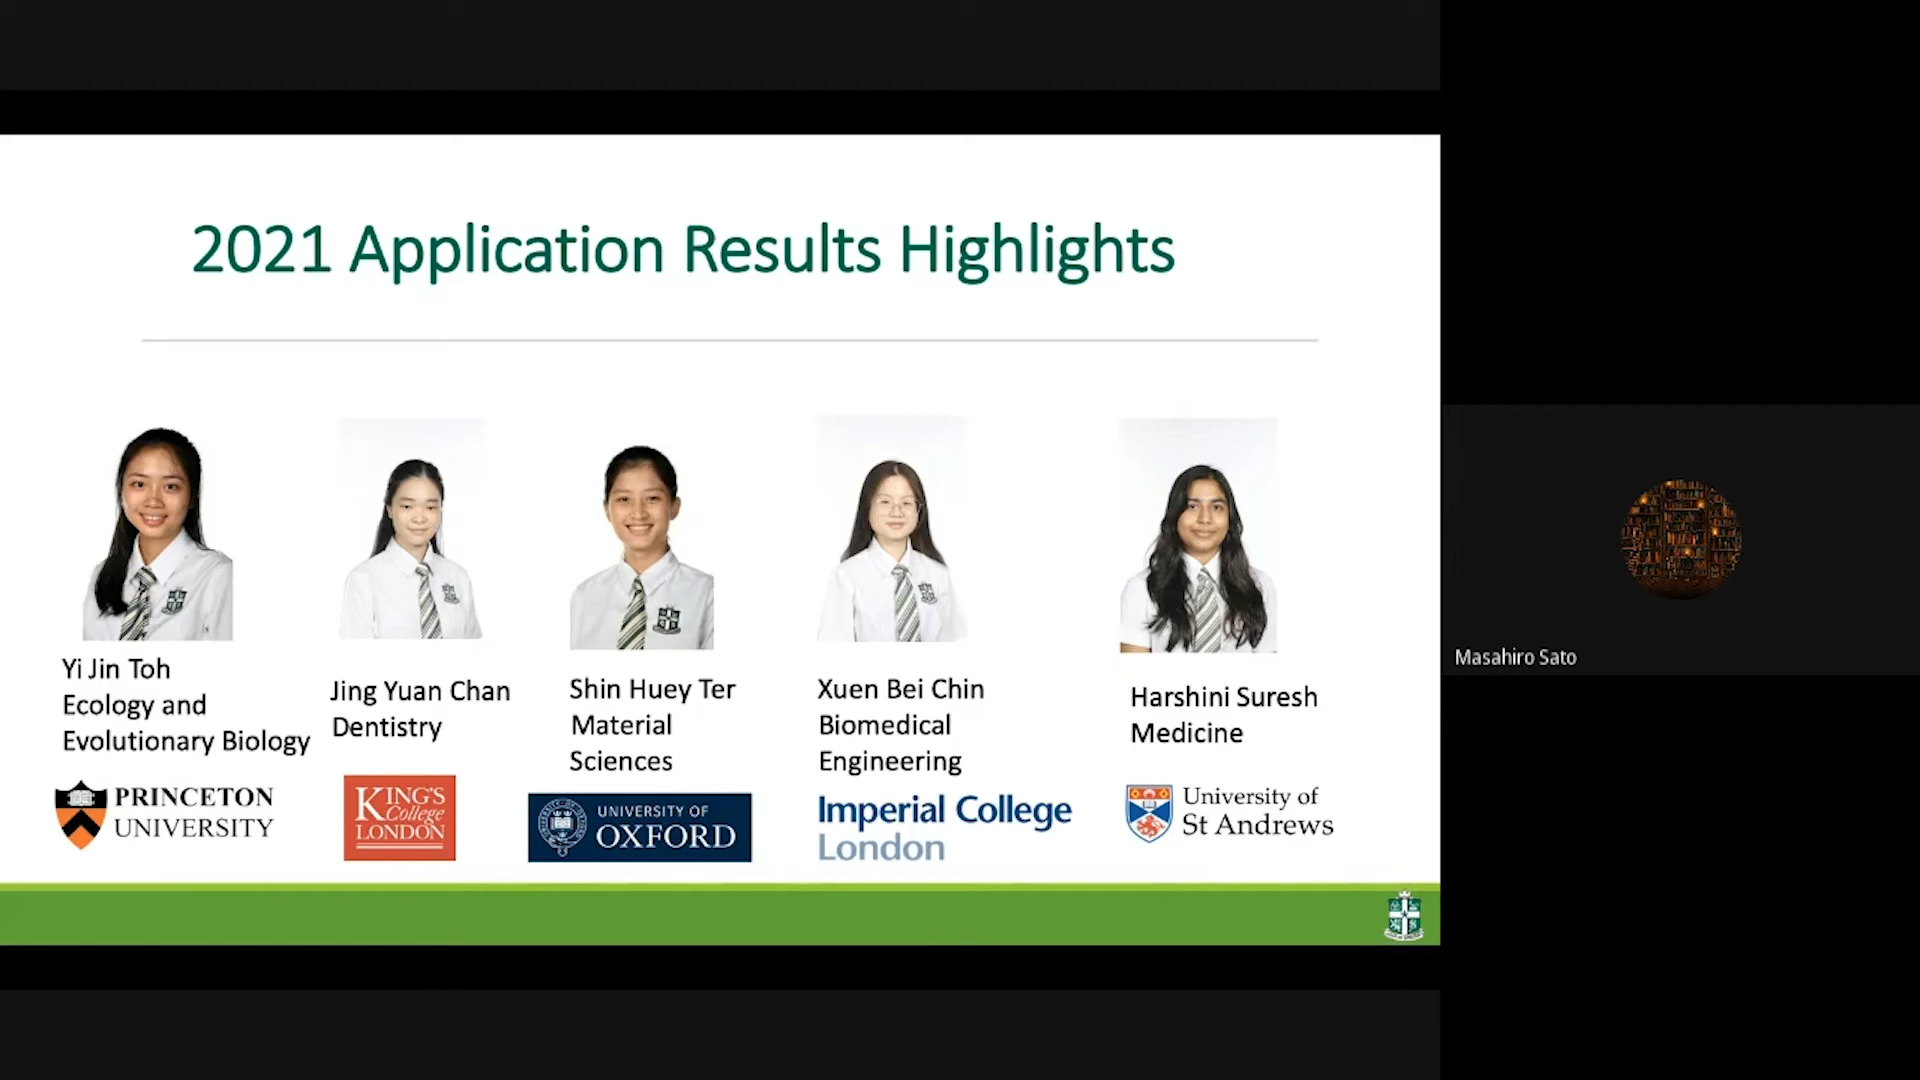 2021 Application Results Highlights
Yi Jin Toh
Ecology and
Evolutionary Biology
PRINCETON
UNIVERSITY
Jing Yuan Chan
Dentistry
KING'S
College
LONDON
Shin Huey Ter
Material
Sciences
UNIVERSITY OF
OXFORD
Xuen Bei Chin
Biomedical
Engineering
Imperial College
London
Harshini Suresh
Medicine
University of
St Andrews
Masahiro Sato